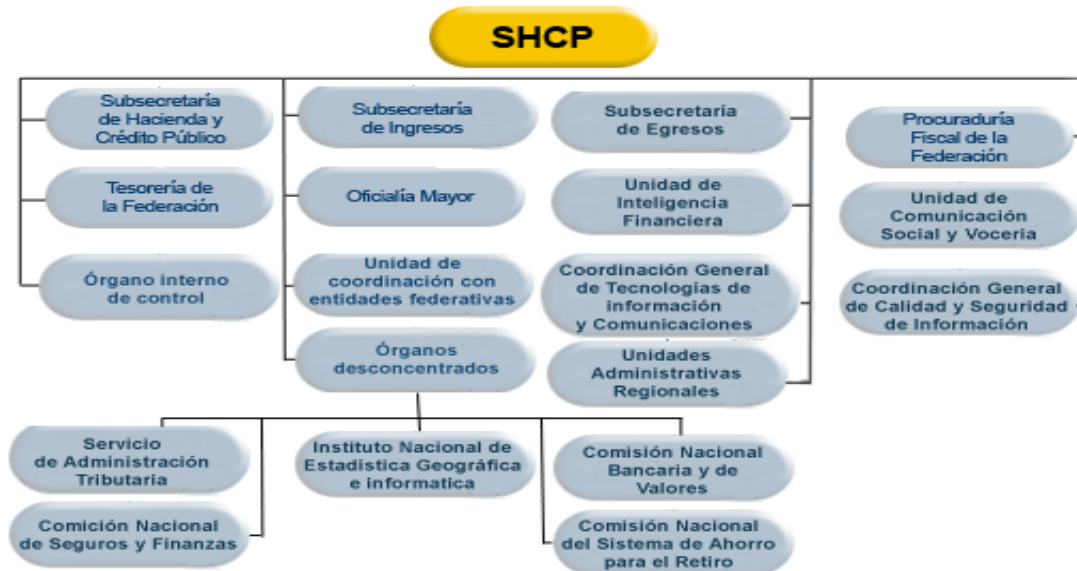 SHCP
Subsecretaría
de Hacienda y
Crédito Público
Tesorería de
la Federación
Órgano interno
de control
Subsecretaría
de Ingresos
Oficialía Mayor
Unidad de
coordinación con
entidades federativas
Órganos
desconcentrados
Subsecretaría
de Egresos
Unidad de
Inteligencia
Financiera
Coordinación General
de Tecnologías de
información
y Comunicaciones
Unidades
Administrativas
Regionales
Procaduría
Fiscal de la
Federación
Unidad de
Comunicación
Social y Voceria
Coordinación General
de Calidad y Seguridad
de Información
Servicio
de Administración
Tributaria
Comición Nacional
de Seguros y Finanzas
Instituto Nacional de
Estadística Geográfica
e informatica
Comisión Nacional
Bancaria y de
Valores
Comisión Nacional
del Sistema de Ahorro
para el Retiro